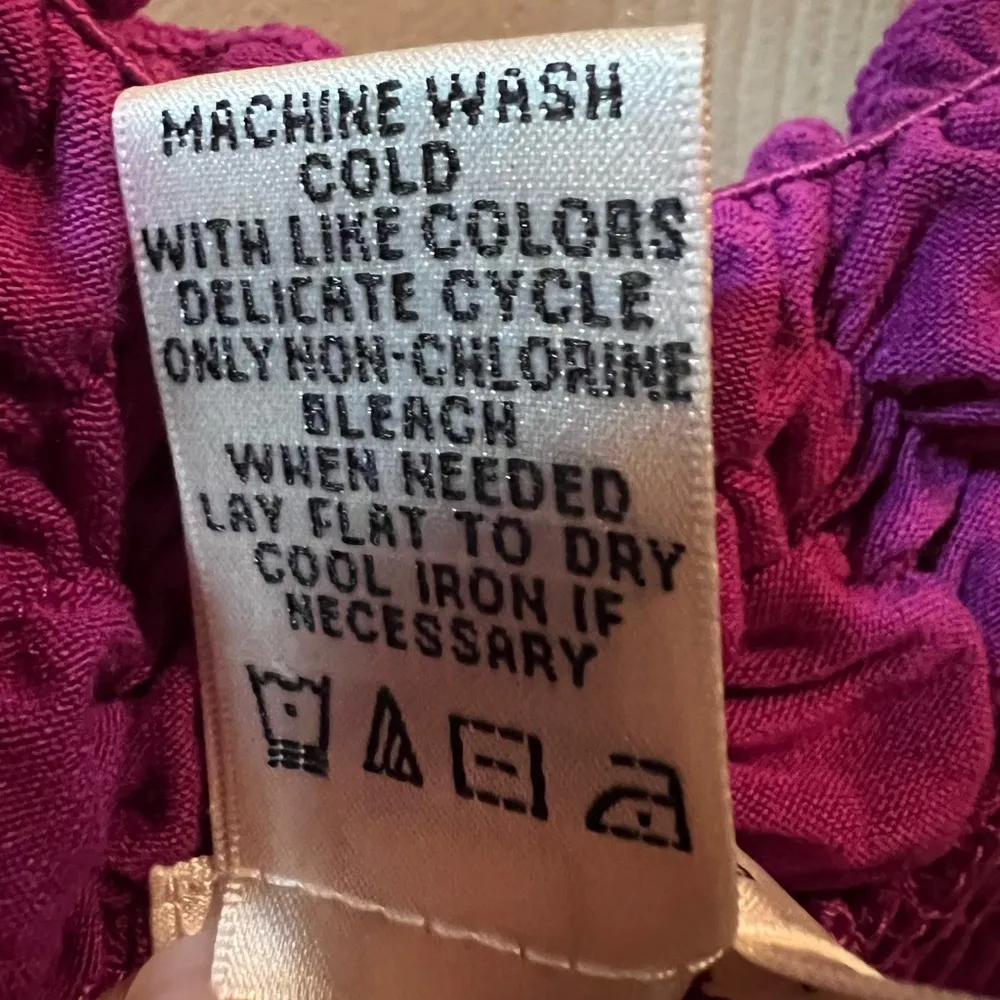 MACHINE WASH
COLD
WITH LIKE COLORS
DELICATE CYCLE
ONLY NON-CHLORINE
BLEACH
WHEN NEEDED
LAY FLAT TO DRY
COOL IRON IF
NECESSARY